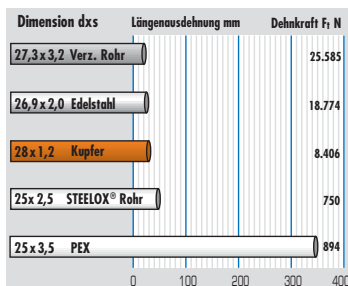 Dimension dxs Längenausdehnung mm Dehnkraft Ft N
27,3 x 3,2 Verz. Rohr 25.585
26,9 x 2,0 Edelstahl 18.774
28 x 1,2 Kupfer 8.406
25 x 2,5 STEELOX® Rohr 750
25 x 3,5 PEX 894
0 100 200 300 400